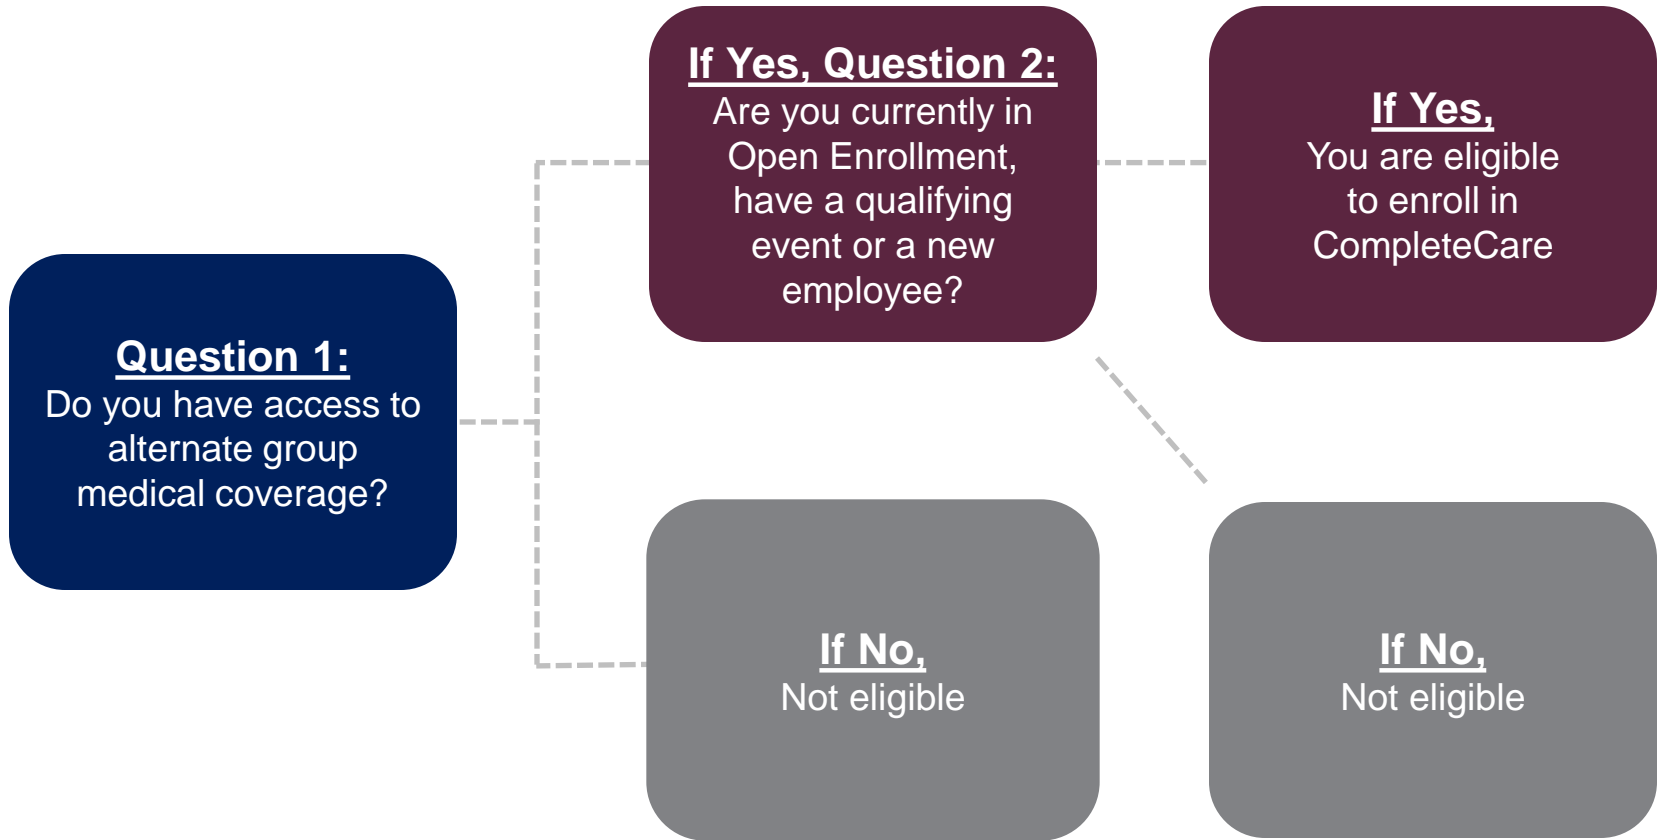 Question 1:
Do you have access to
alternate group
medical coverage?
If Yes, Question 2:
Are you currently in
Open Enrollment,
have a qualifying
event or a new
employee?
If Yes,
You are eligible
to enroll in
CompleteCare
If No,
Not eligible
If No,
Not eligible